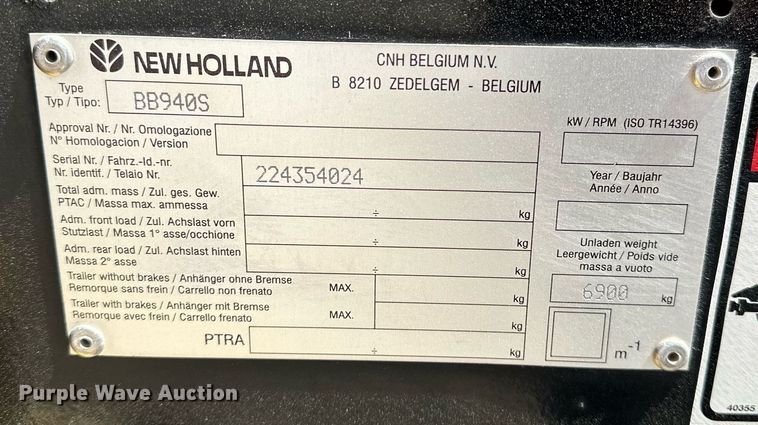 NEW HOLLAND
CNH BELGIUM N.V.
B 8210 ZEDELGEM - BELGIUM
Type
Typ / Tipo: BB940S
kW / RPM (ISO TR14396)
Approval Nr. / Nr. Omologazione
N° Homologacion / Version
Serial Nr. / Fahrz.-Id.-nr.
Nr. identif. / Telaio Nr. 224354024
Year / Baujahr
Année / Anno
Total adm. mass / Zul. ges. Gew.
PTAC / Massa max. ammessa ÷ kg
Adm. front load / Zul. Achslast vorn
Stutzlast / Massa 1° asse/occhione ÷ kg
Unladen weight
Leergewicht / Poids vide
massa a vuoto
6900 kg
Adm. rear load / Zul. Achslast hinten
Massa 2° asse ÷ kg
Trailer without brakes / Anhänger ohne Bremse
Remorque sans frein / Carrello non frenato MAX. kg
Trailer with brakes / Anhänger mit Bremse
Remorque avec frein / Carrello frenato MAX. kg
PTRA ÷ kg
m-1
40355
Purple Wave Auction